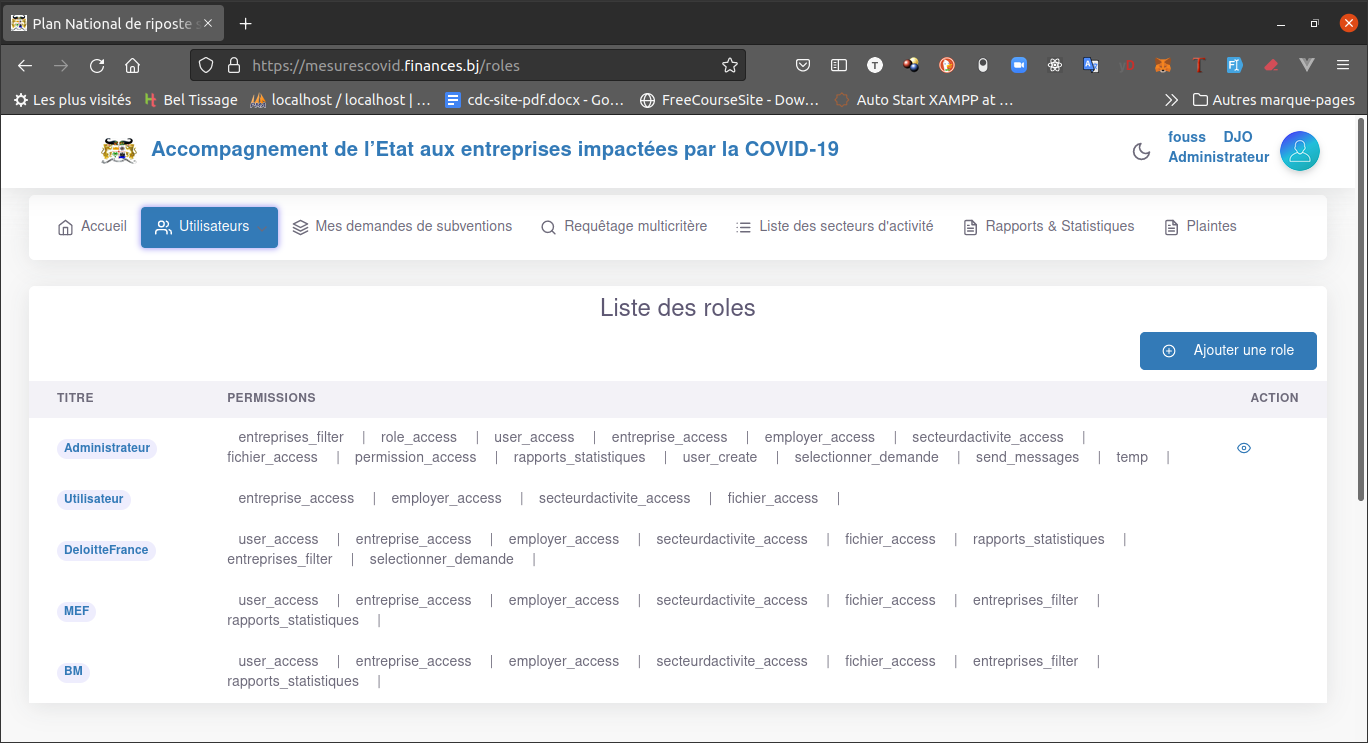 Plan National de riposte s
https://mesurescovid.finances.bj/roles
Les plus visités
Bel Tissage
localhost / localhost | …
cdc-site-pdf.docx - Go…
FreeCourseSite - Dow…
Auto Start XAMPP at …
Autres marque-pages
Accompagnement de l’Etat aux entreprises impactées par la COVID-19
fouss DJO
Administrateur
Accueil
Utilisateurs
Mes demandes de subventions
Requêtage multicritère
Liste des secteurs d'activité
Rapports & Statistiques
Plaintes
Liste des roles
Ajouter une role
TITRE PERMISSIONS ACTION
Administrateur
entreprises_filter | role_access | user_access | entreprise_access | employer_access | secteurdactivite_access |
fichier_access | permission_access | rapports_statistiques | user_create | selectionner_demande | send_messages | temp |
Utilisateur
entreprise_access | employer_access | secteurdactivite_access | fichier_access |
DeloitteFrance
user_access | entreprise_access | employer_access | secteurdactivite_access | fichier_access | rapports_statistiques |
entreprises_filter | selectionner_demande |
MEF
user_access | entreprise_access | employer_access | secteurdactivite_access | fichier_access | entreprises_filter |
rapports_statistiques |
BM
user_access | entreprise_access | employer_access | secteurdactivite_access | fichier_access | entreprises_filter |
rapports_statistiques |